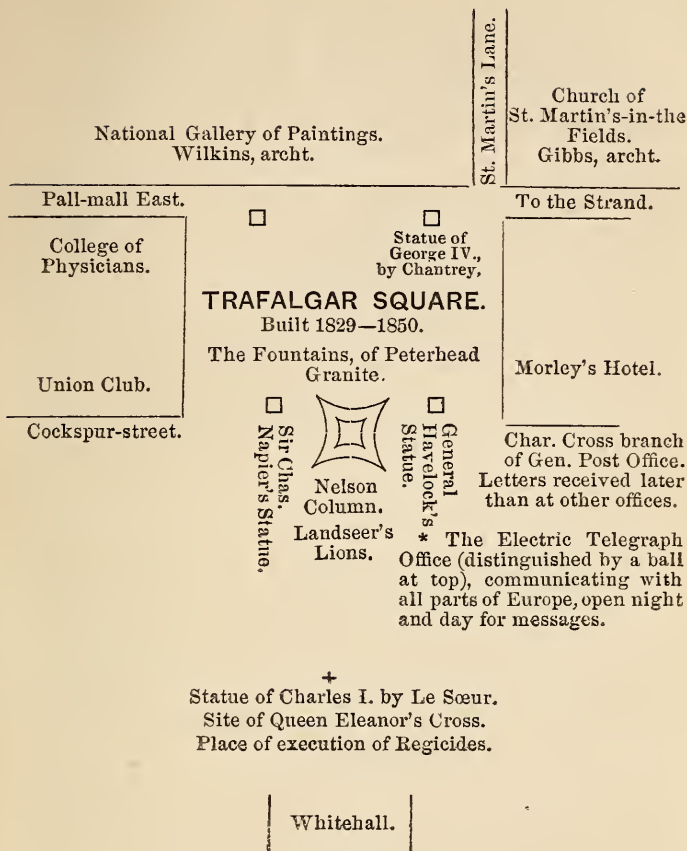 St. Martin's Lane.
Church of
St. Martin's-in-the
Fields.
Gibbs, archt.
National Gallery of Paintings.
Wilkins, archt.
Pall-mall East.
To the Strand.
College of
Physicians.
Statue of
George IV.,
by Chantrey,
TRAFALGAR SQUARE.
Built 1829—1850.
The Fountains, of Peterhead
Granite.
Morley's Hotel.
Union Club.
Cockspur-street.
Sir Chas.
Napier's Statue.
Nelson
Column.
Landseer's
Lions.
General
Havelock's
Statue.
Char. Cross branch
of Gen. Post Office.
Letters received later
than at other offices.
* The Electric Telegraph
Office (distinguished by a ball
at top), communicating with
all parts of Europe, open night
and day for messages.
+
Statue of Charles I. by Le Sœur.
Site of Queen Eleanor's Cross.
Place of execution of Regicides.
Whitehall.